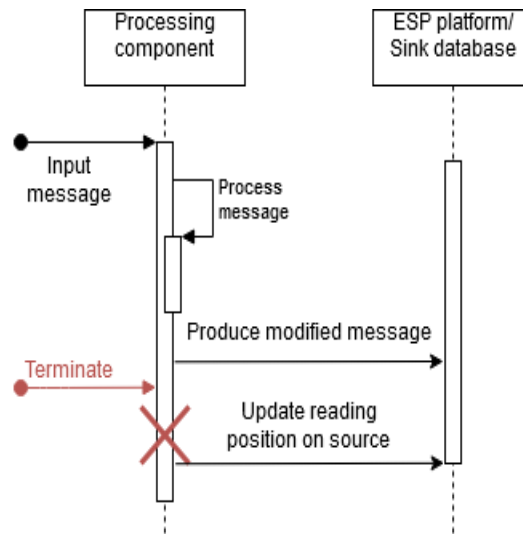 Processing
component
ESP platform/
Sink database
Input
message
Process
message
Produce modified message
Terminate
Update reading
position on source